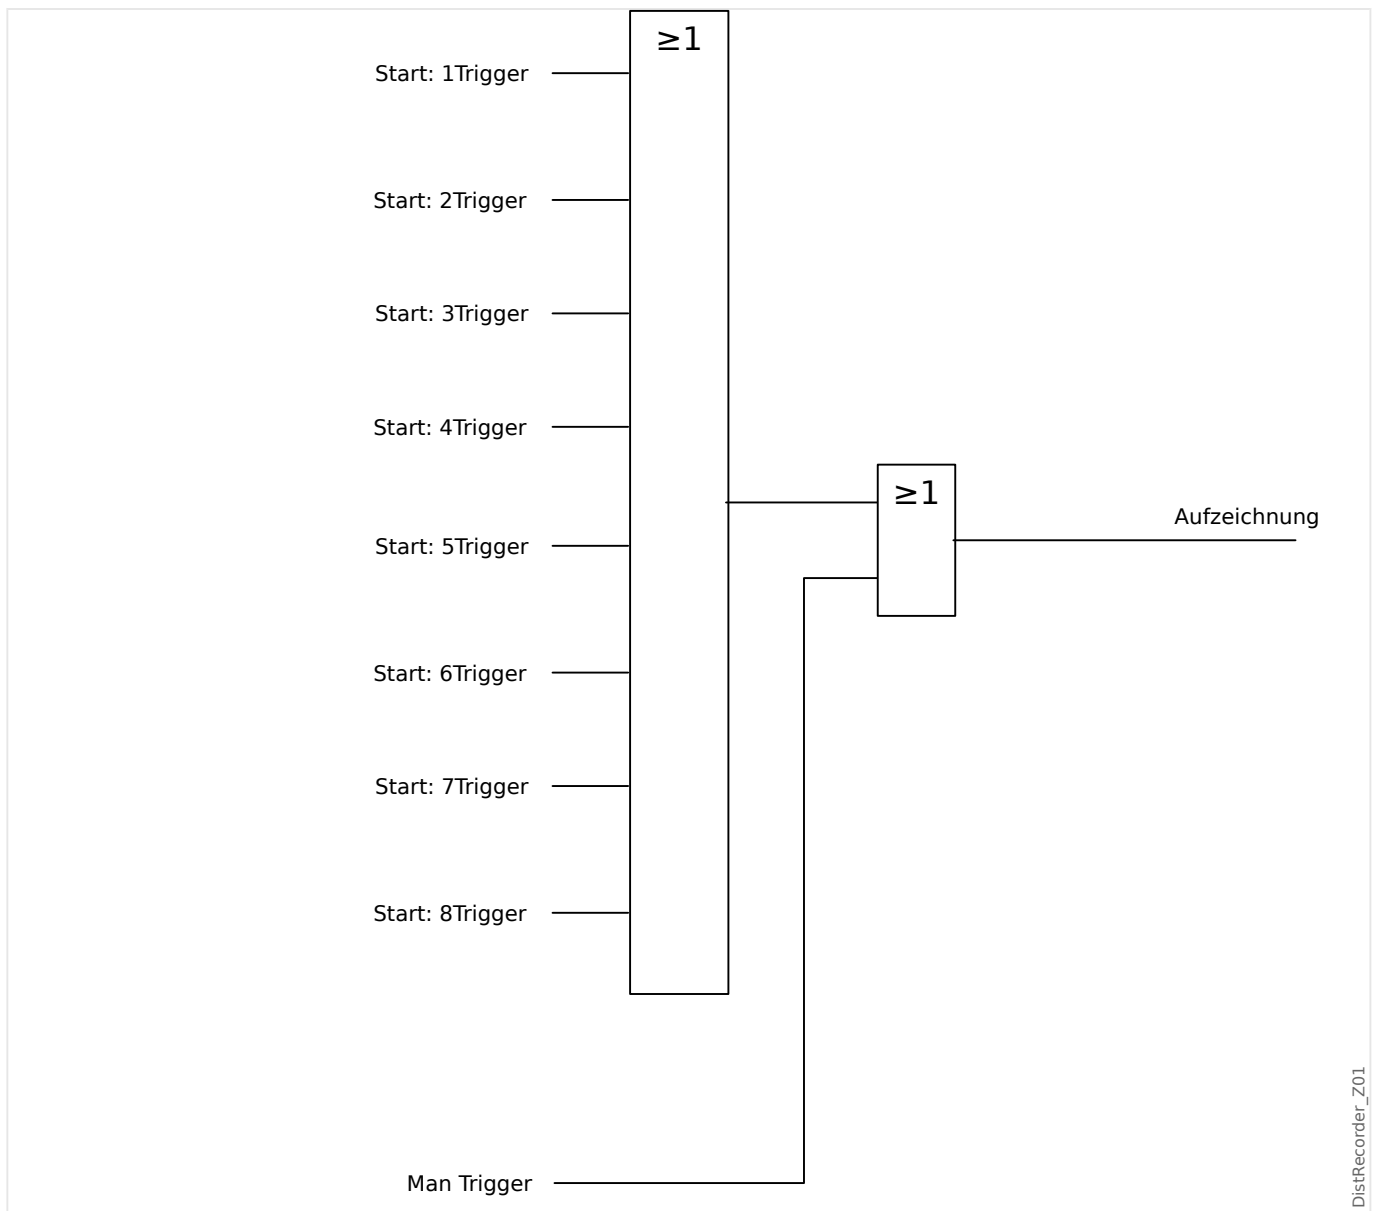 ≥1
Start: 1Trigger
Start: 2Trigger
Start: 3Trigger
Start: 4Trigger
≥1
Aufzeichnung
Start: 5Trigger
Start: 6Trigger
Start: 7Trigger
Start: 8Trigger
Man Trigger
DistRecorder_Z01